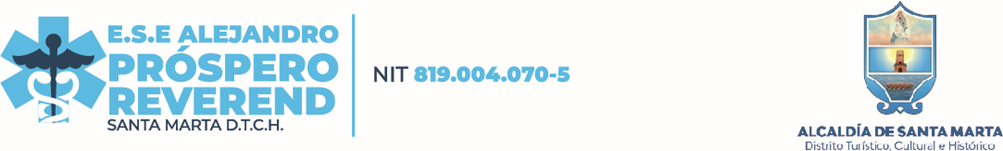 E.S.E ALEJANDRO
PRÓSPERO
REVEREND
SANTA MARTA D.T.C.H.
NIT 819.004.070-5
ALCALDÍA DE SANTA MARTA
Distrito Turístico, Cultural e Histórico